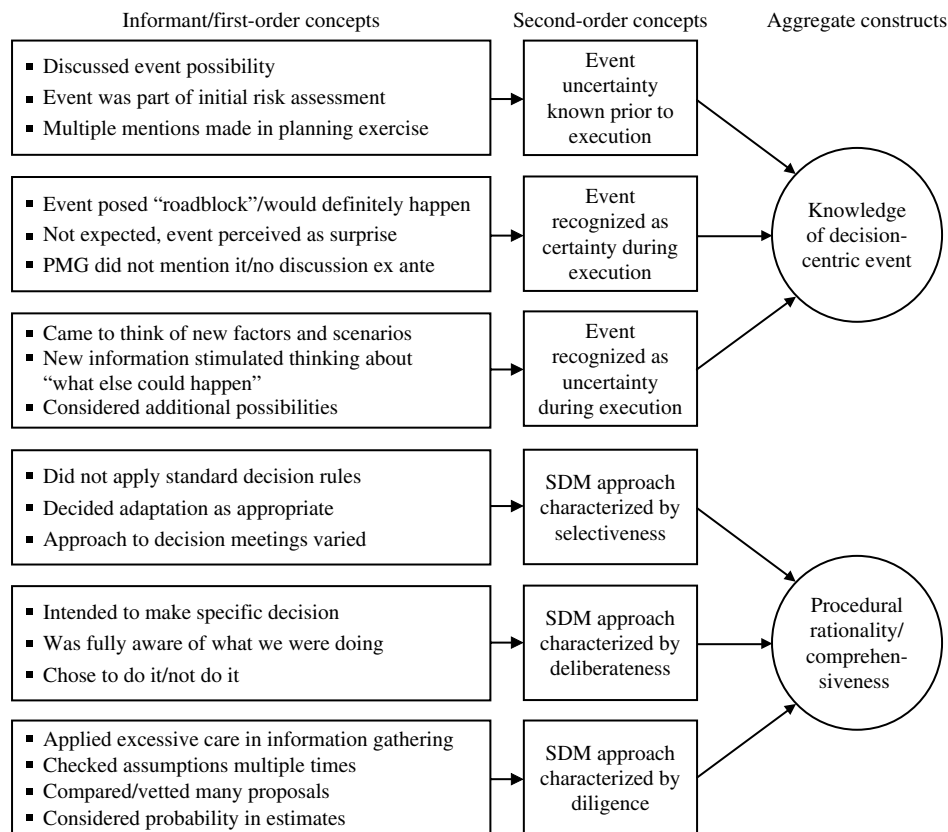 Informant/first-order concepts
Second-order concepts
Aggregate constructs
▪ Discussed event possibility
▪ Event was part of initial risk assessment
▪ Multiple mentions made in planning exercise
Event
uncertainty
known prior to
execution
▪ Event posed “roadblock”/would definitely happen
▪ Not expected, event perceived as surprise
▪ PMG did not mention it/no discussion ex ante
Event
recognized as
certainty during
execution
▪ Came to think of new factors and scenarios
▪ New information stimulated thinking about
“what else could happen”
▪ Considered additional possibilities
Event
recognized as
uncertainty
during execution
Knowledge
of decision-
centric event
▪ Did not apply standard decision rules
▪ Decided adaptation as appropriate
▪ Approach to decision meetings varied
SDM approach
characterized by
selectiveness
▪ Intended to make specific decision
▪ Was fully aware of what we were doing
▪ Chose to do it/not do it
SDM approach
characterized by
deliberateness
▪ Applied excessive care in information gathering
▪ Checked assumptions multiple times
▪ Compared/vetted many proposals
▪ Considered probability in estimates
SDM approach
characterized by
diligence
Procedural
rationality/
comprehen-
siveness